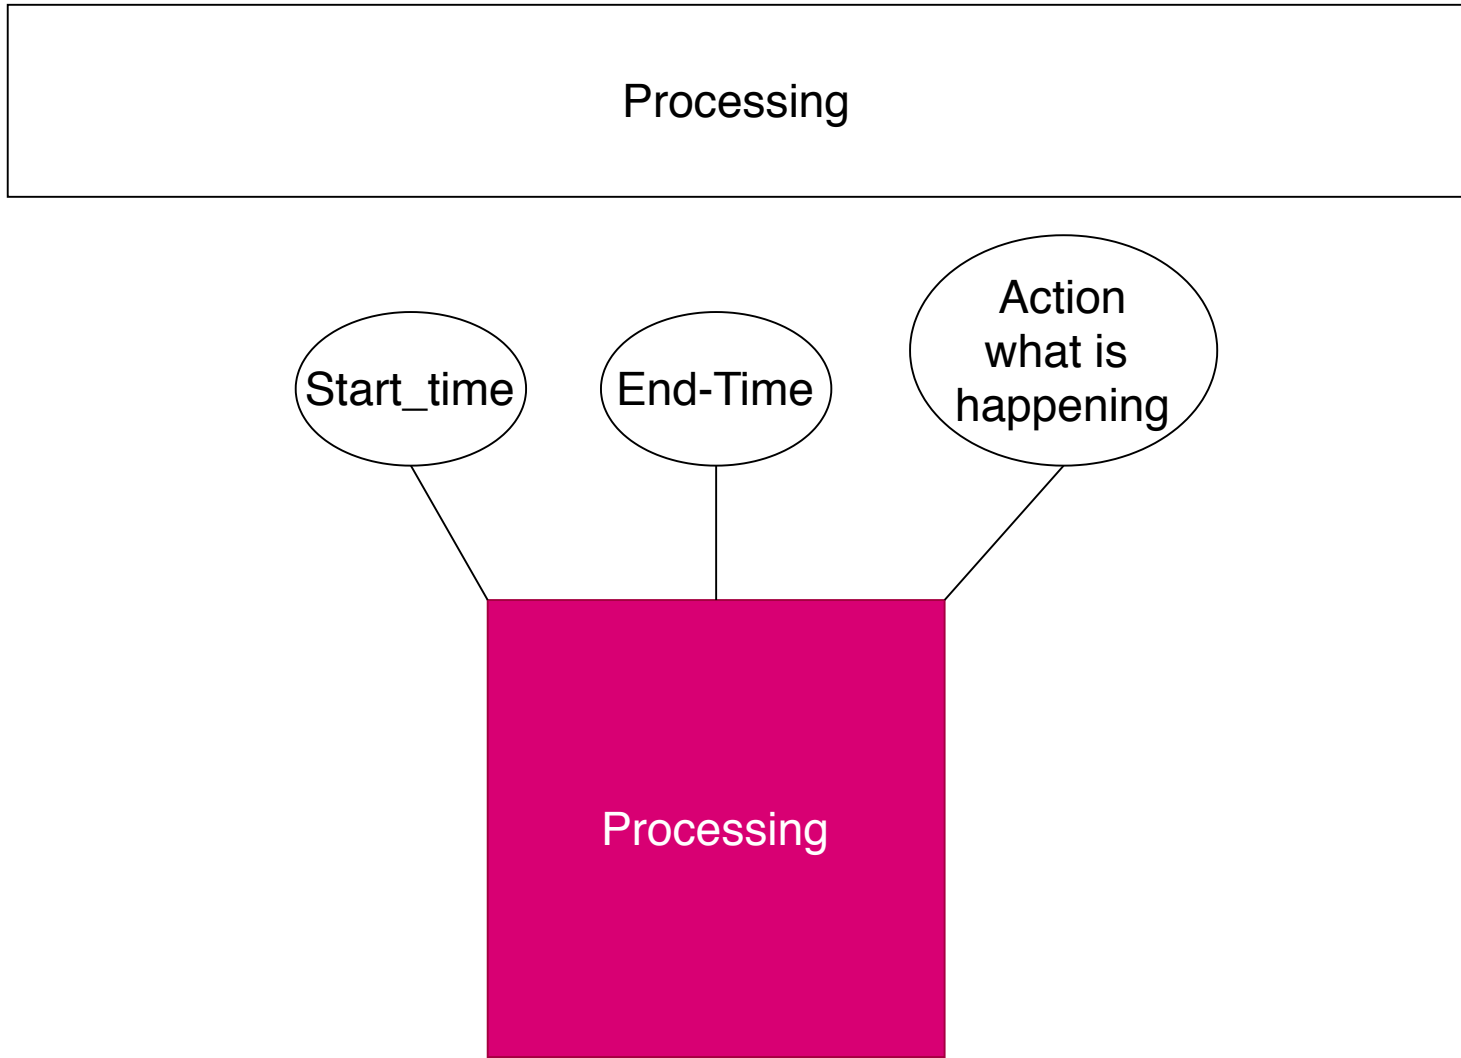 Processing
Start_time
End-Time
Action
what is
happening
Processing